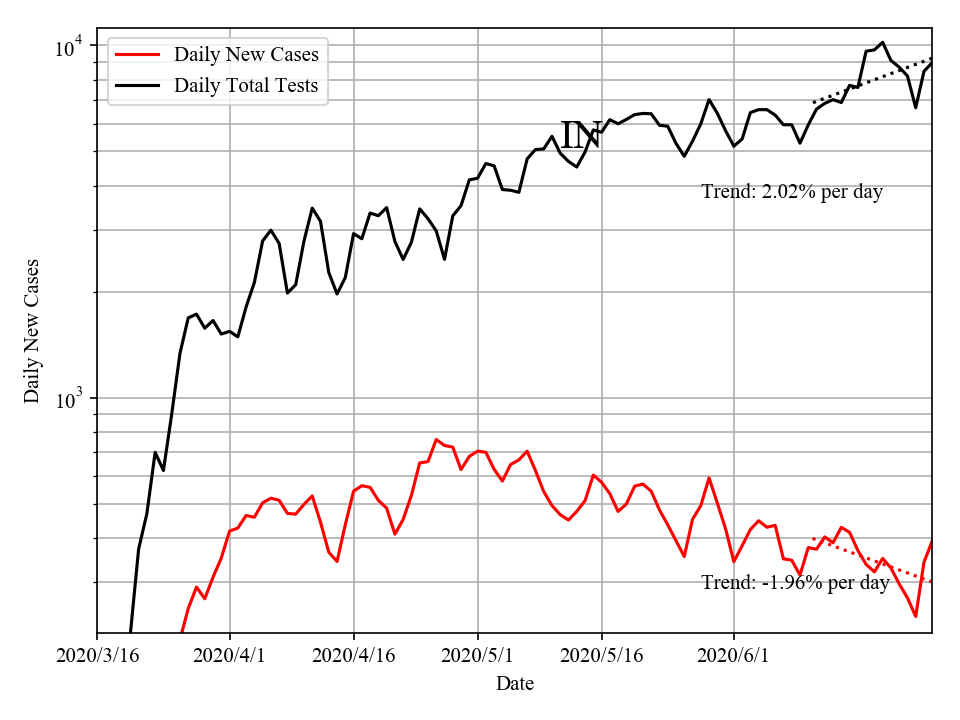 Daily New Cases
Daily Total Tests
10^4
IN
Trend: 2.02% per day
Daily New Cases
10^3
Trend: -1.96% per day
2020/3/16 2020/4/1 2020/4/16 2020/5/1 2020/5/16 2020/6/1
Date